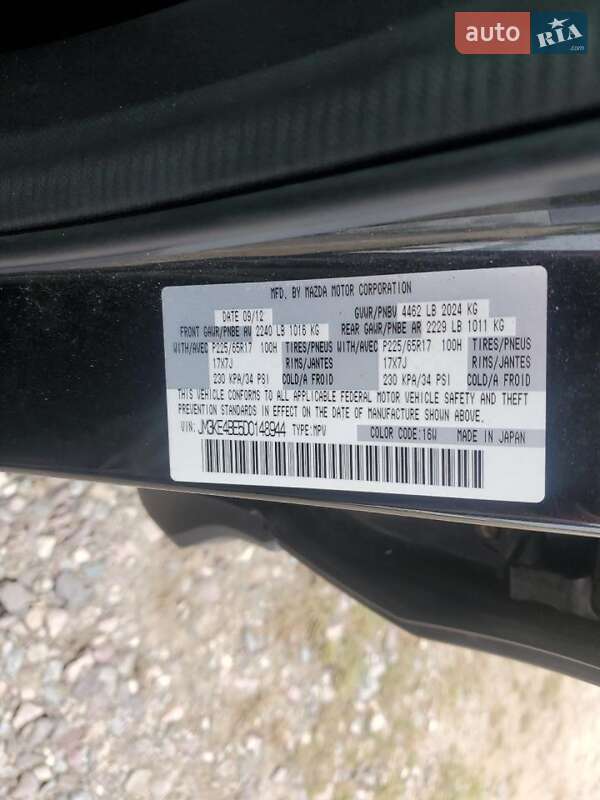 auto RIA .com
MFD. BY MAZDA MOTOR CORPORATION
DATE 09/12 GVWR/PNBV 4462 LB 2024 KG
FRONT GAWR/PNBE AV 2240 LB 1016 KG REAR GAWR/PNBE AR 2229 LB 1011 KG
WITH/AVEC P225/65R17 100H TIRES/PNEUS WITH/AVEC P225/65R17 100H TIRES/PNEUS
17X7J RIMS/JANTES 17X7J RIMS/JANTES
230 KPA/34 PSI COLD/A FROID 230 KPA/34 PSI COLD/A FROID
THIS VEHICLE CONFORMS TO ALL APPLICABLE FEDERAL MOTOR VEHICLE SAFETY AND THEFT
PREVENTION STANDARDS IN EFFECT ON THE DATE OF MANUFACTURE SHOWN ABOVE.
VIN: JM3KE4BE5D0148944 TYPE: MPV COLOR CODE: 16W MADE IN JAPAN